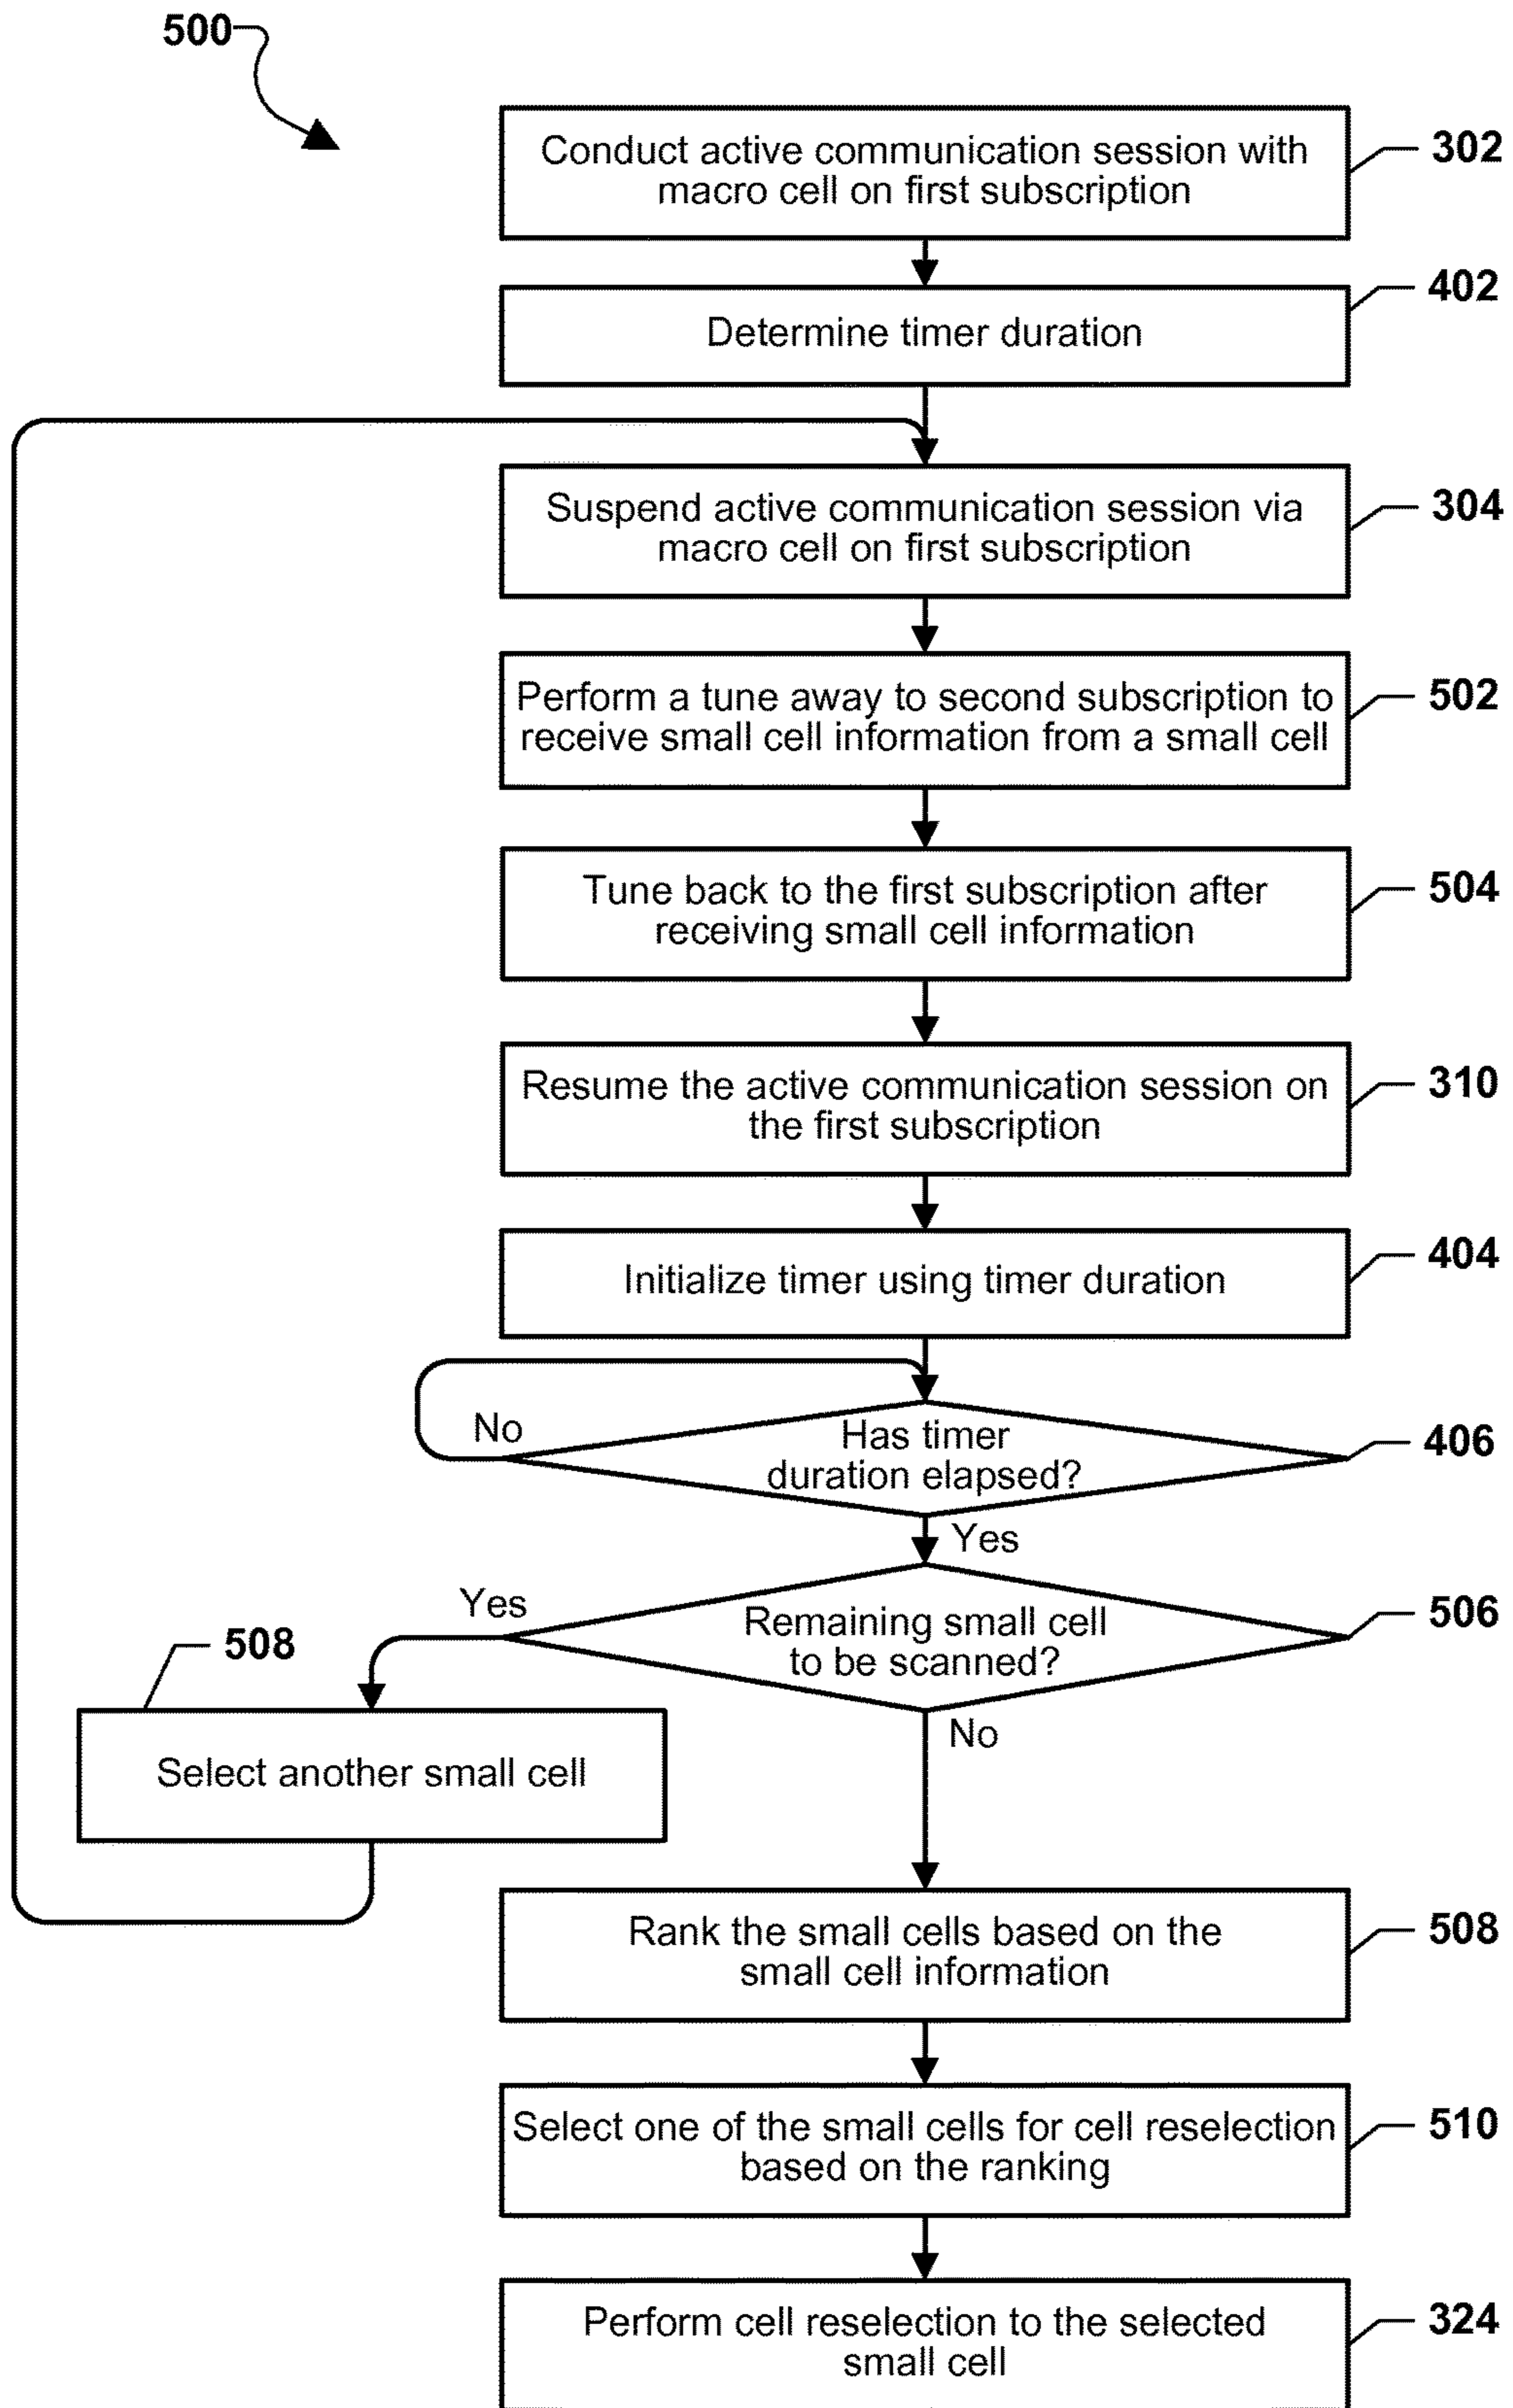 500
Conduct active communication session with
macro cell on first subscription
302
Determine timer duration
402
Suspend active communication session via
macro cell on first subscription
304
Perform a tune away to second subscription to
receive small cell information from a small cell
502
Tune back to the first subscription after
receiving small cell information
504
Resume the active communication session on
the first subscription
310
Initialize timer using timer duration
404
No
Has timer
duration elapsed?
406
Yes
Yes
Remaining small cell
to be scanned?
506
508
No
Select another small cell
Rank the small cells based on the
small cell information
508
Select one of the small cells for cell reselection
based on the ranking
510
Perform cell reselection to the selected
small cell
324